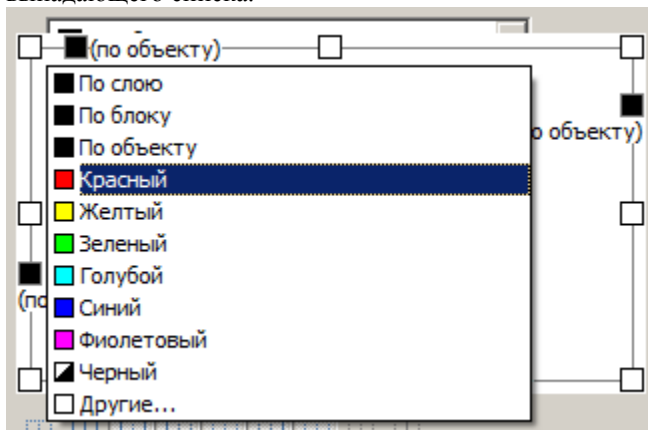 (по объекту)
По слою
По блоку
о объекту)
По объекту
Красный
Желтый
Зеленый
Голубой
(по
Синий
Фиолетовый
Черный
Другие...